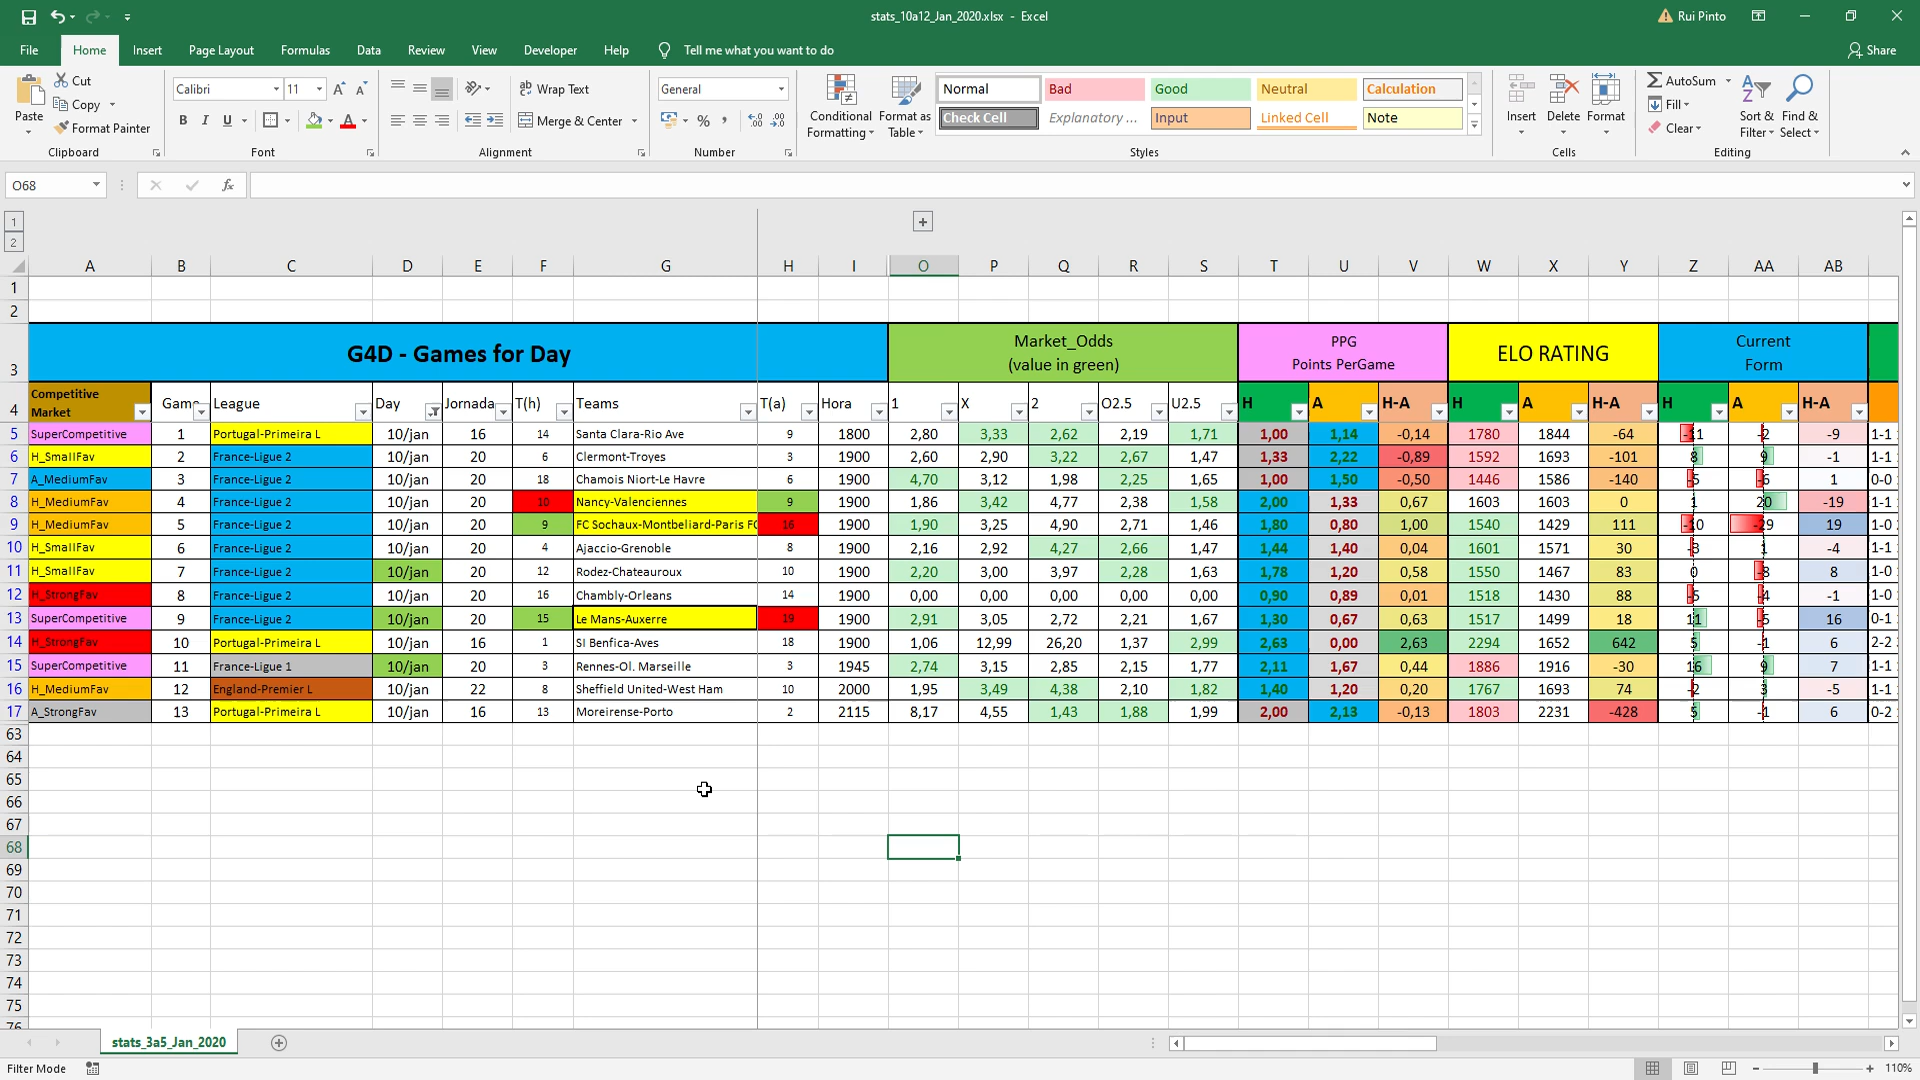 stats_10a12_Jan_2020.xlsx - Excel
Rui Pinto
File Home Insert Page Layout Formulas Data Review View Developer Help Tell me what you want to do Share
Paste Cut Copy Format Painter Clipboard
Calibri 11 B I U Font
Wrap Text Merge & Center Alignment
General % Number
Conditional Formatting Format as Table
Normal Bad Good Neutral Calculation
Check Cell Explanatory ... Input Linked Cell Note
Styles
Insert Delete Format Cells
AutoSum Fill Clear Sort & Filter Find & Select Editing
O68 fx
1
2
A B C D E F G H I O P Q R S T U V W X Y Z AA AB
1
2
3 G4D - Games for Day Market_Odds (value in green) PPG Points PerGame ELO RATING Current Form
4 Competitive Market Game League Day Jornada T(h) Teams T(a) Hora 1 X 2 O2.5 U2.5 H A H-A H A H-A H A H-A
5 SuperCompetitive 1 Portugal-Primeira L 10/jan 16 14 Santa Clara-Rio Ave 9 1800 2,80 3,33 2,62 2,19 1,71 1,00 1,14 -0,14 1780 1844 -64 -11 -2 -9 1-1
6 H_SmallFav 2 France-Ligue 2 10/jan 20 6 Clermont-Troyes 3 1900 2,60 2,90 3,22 2,67 1,47 1,33 2,22 -0,89 1592 1693 -101 8 9 -1 1-1
7 A_MediumFav 3 France-Ligue 2 10/jan 20 18 Chamois Niort-Le Havre 6 1900 4,70 3,12 1,98 2,25 1,65 1,00 1,50 -0,50 1446 1586 -140 -5 -6 1 0-0
8 H_MediumFav 4 France-Ligue 2 10/jan 20 10 Nancy-Valenciennes 9 1900 1,86 3,42 4,77 2,38 1,58 2,00 1,33 0,67 1603 1603 0 1 20 -19 1-1
9 H_MediumFav 5 France-Ligue 2 10/jan 20 9 FC Sochaux-Montbeliard-Paris FC 16 1900 1,90 3,25 4,90 2,71 1,46 1,80 0,80 1,00 1540 1429 111 -10 -29 19 1-0
10 H_SmallFav 6 France-Ligue 2 10/jan 20 4 Ajaccio-Grenoble 8 1900 2,16 2,92 4,27 2,66 1,47 1,44 1,40 0,04 1601 1571 30 -3 1 -4 1-1
11 H_SmallFav 7 France-Ligue 2 10/jan 20 12 Rodez-Chateauroux 10 1900 2,20 3,00 3,97 2,28 1,63 1,78 1,20 0,58 1550 1467 83 0 -8 8 1-0
12 H_StrongFav 8 France-Ligue 2 10/jan 20 16 Chambly-Orleans 14 1900 0,00 0,00 0,00 0,00 0,00 0,90 0,89 0,01 1518 1430 88 -5 -4 -1 1-0
13 SuperCompetitive 9 France-Ligue 2 10/jan 20 15 Le Mans-Auxerre 19 1900 2,91 3,05 2,72 2,21 1,67 1,30 0,67 0,63 1517 1499 18 11 -5 16 0-1
14 H_StrongFav 10 Portugal-Primeira L 10/jan 16 1 Sl Benfica-Aves 18 1900 1,06 12,99 26,20 1,37 2,99 2,63 0,00 2,63 2294 1652 642 5 -1 6 2-2
15 SuperCompetitive 11 France-Ligue 1 10/jan 20 3 Rennes-Ol. Marseille 3 1945 2,74 3,15 2,85 2,15 1,77 2,11 1,67 0,44 1886 1916 -30 16 9 7 1-1
16 H_MediumFav 12 England-Premier L 10/jan 22 8 Sheffield United-West Ham 10 2000 1,95 3,49 4,38 2,10 1,82 1,40 1,20 0,20 1767 1693 74 -2 3 -5 1-1
17 A_StrongFav 13 Portugal-Primeira L 10/jan 16 13 Moreirense-Porto 2 2115 8,17 4,55 1,43 1,88 1,99 2,00 2,13 -0,13 1803 2231 -428 5 -1 6 0-2
63
64
65
66
67
68
69
70
71
72
73
74
75
76
stats_3a5_Jan_2020
Filter Mode 110%